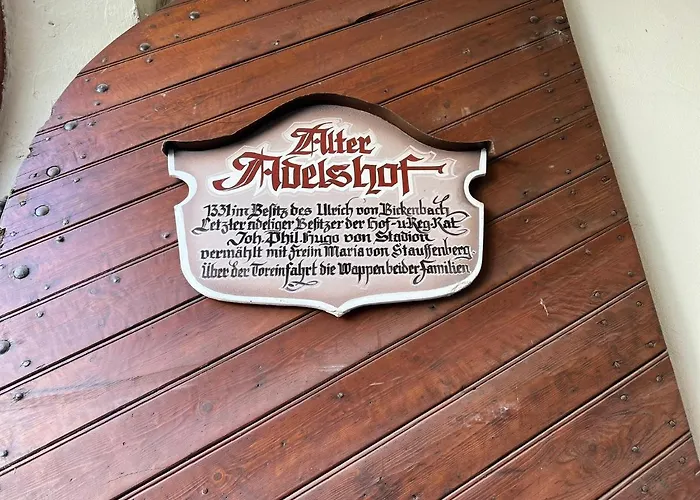 Alter
Adelshof
1331 im Besitz des Ulrich von Bickenbach
Letzter adeliger Besitzer der Hof-u.Reg.Rat
Joh. Phil. Hugo von Stadion
vermählt mit Freiin Maria von Stauffenberg.
Über der Toreinfahrt die Wappen beider Familien